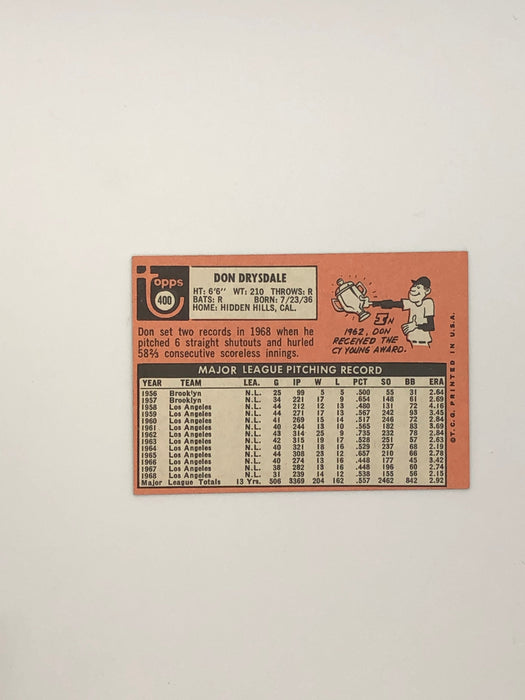 topps
400
DON DRYSDALE
HT: 6'6" WT: 210 THROWS: R
BATS: R BORN: 7/23/36
HOME: HIDDEN HILLS, CAL.
Don set two records in 1968 when he
pitched 6 straight shutouts and hurled
58⅔ consecutive scoreless innings.
IN
1962, DON
RECEIVED THE
CY YOUNG AWARD.
MAJOR LEAGUE PITCHING RECORD
YEAR TEAM LEA. G IP W L PCT SO BB ERA
1956 Brooklyn N.L. 25 99 5 5 .500 55 31 2.64
1957 Brooklyn N.L. 34 221 17 9 .654 148 61 2.69
1958 Los Angeles N.L. 44 212 12 13 .480 131 72 4.16
1959 Los Angeles N.L. 44 271 17 13 .567 242 93 3.45
1960 Los Angeles N.L. 41 269 15 14 .517 246 72 2.84
1961 Los Angeles N.L. 40 244 13 10 .565 182 83 3.69
1962 Los Angeles N.L. 43 314 25 9 .735 232 78 2.84
1963 Los Angeles N.L. 42 315 19 17 .528 251 57 2.63
1964 Los Angeles N.L. 40 321 18 16 .529 237 68 2.19
1965 Los Angeles N.L. 44 308 23 12 .657 210 66 2.78
1966 Los Angeles N.L. 40 274 13 16 .448 177 45 3.42
1967 Los Angeles N.L. 38 282 13 16 .448 196 60 2.74
1968 Los Angeles N.L. 31 239 14 12 .538 155 56 2.15
Major League Totals 13 Yrs. 506 3369 204 162 .557 2462 842 2.92
©T.C.G. PRINTED IN U.S.A.